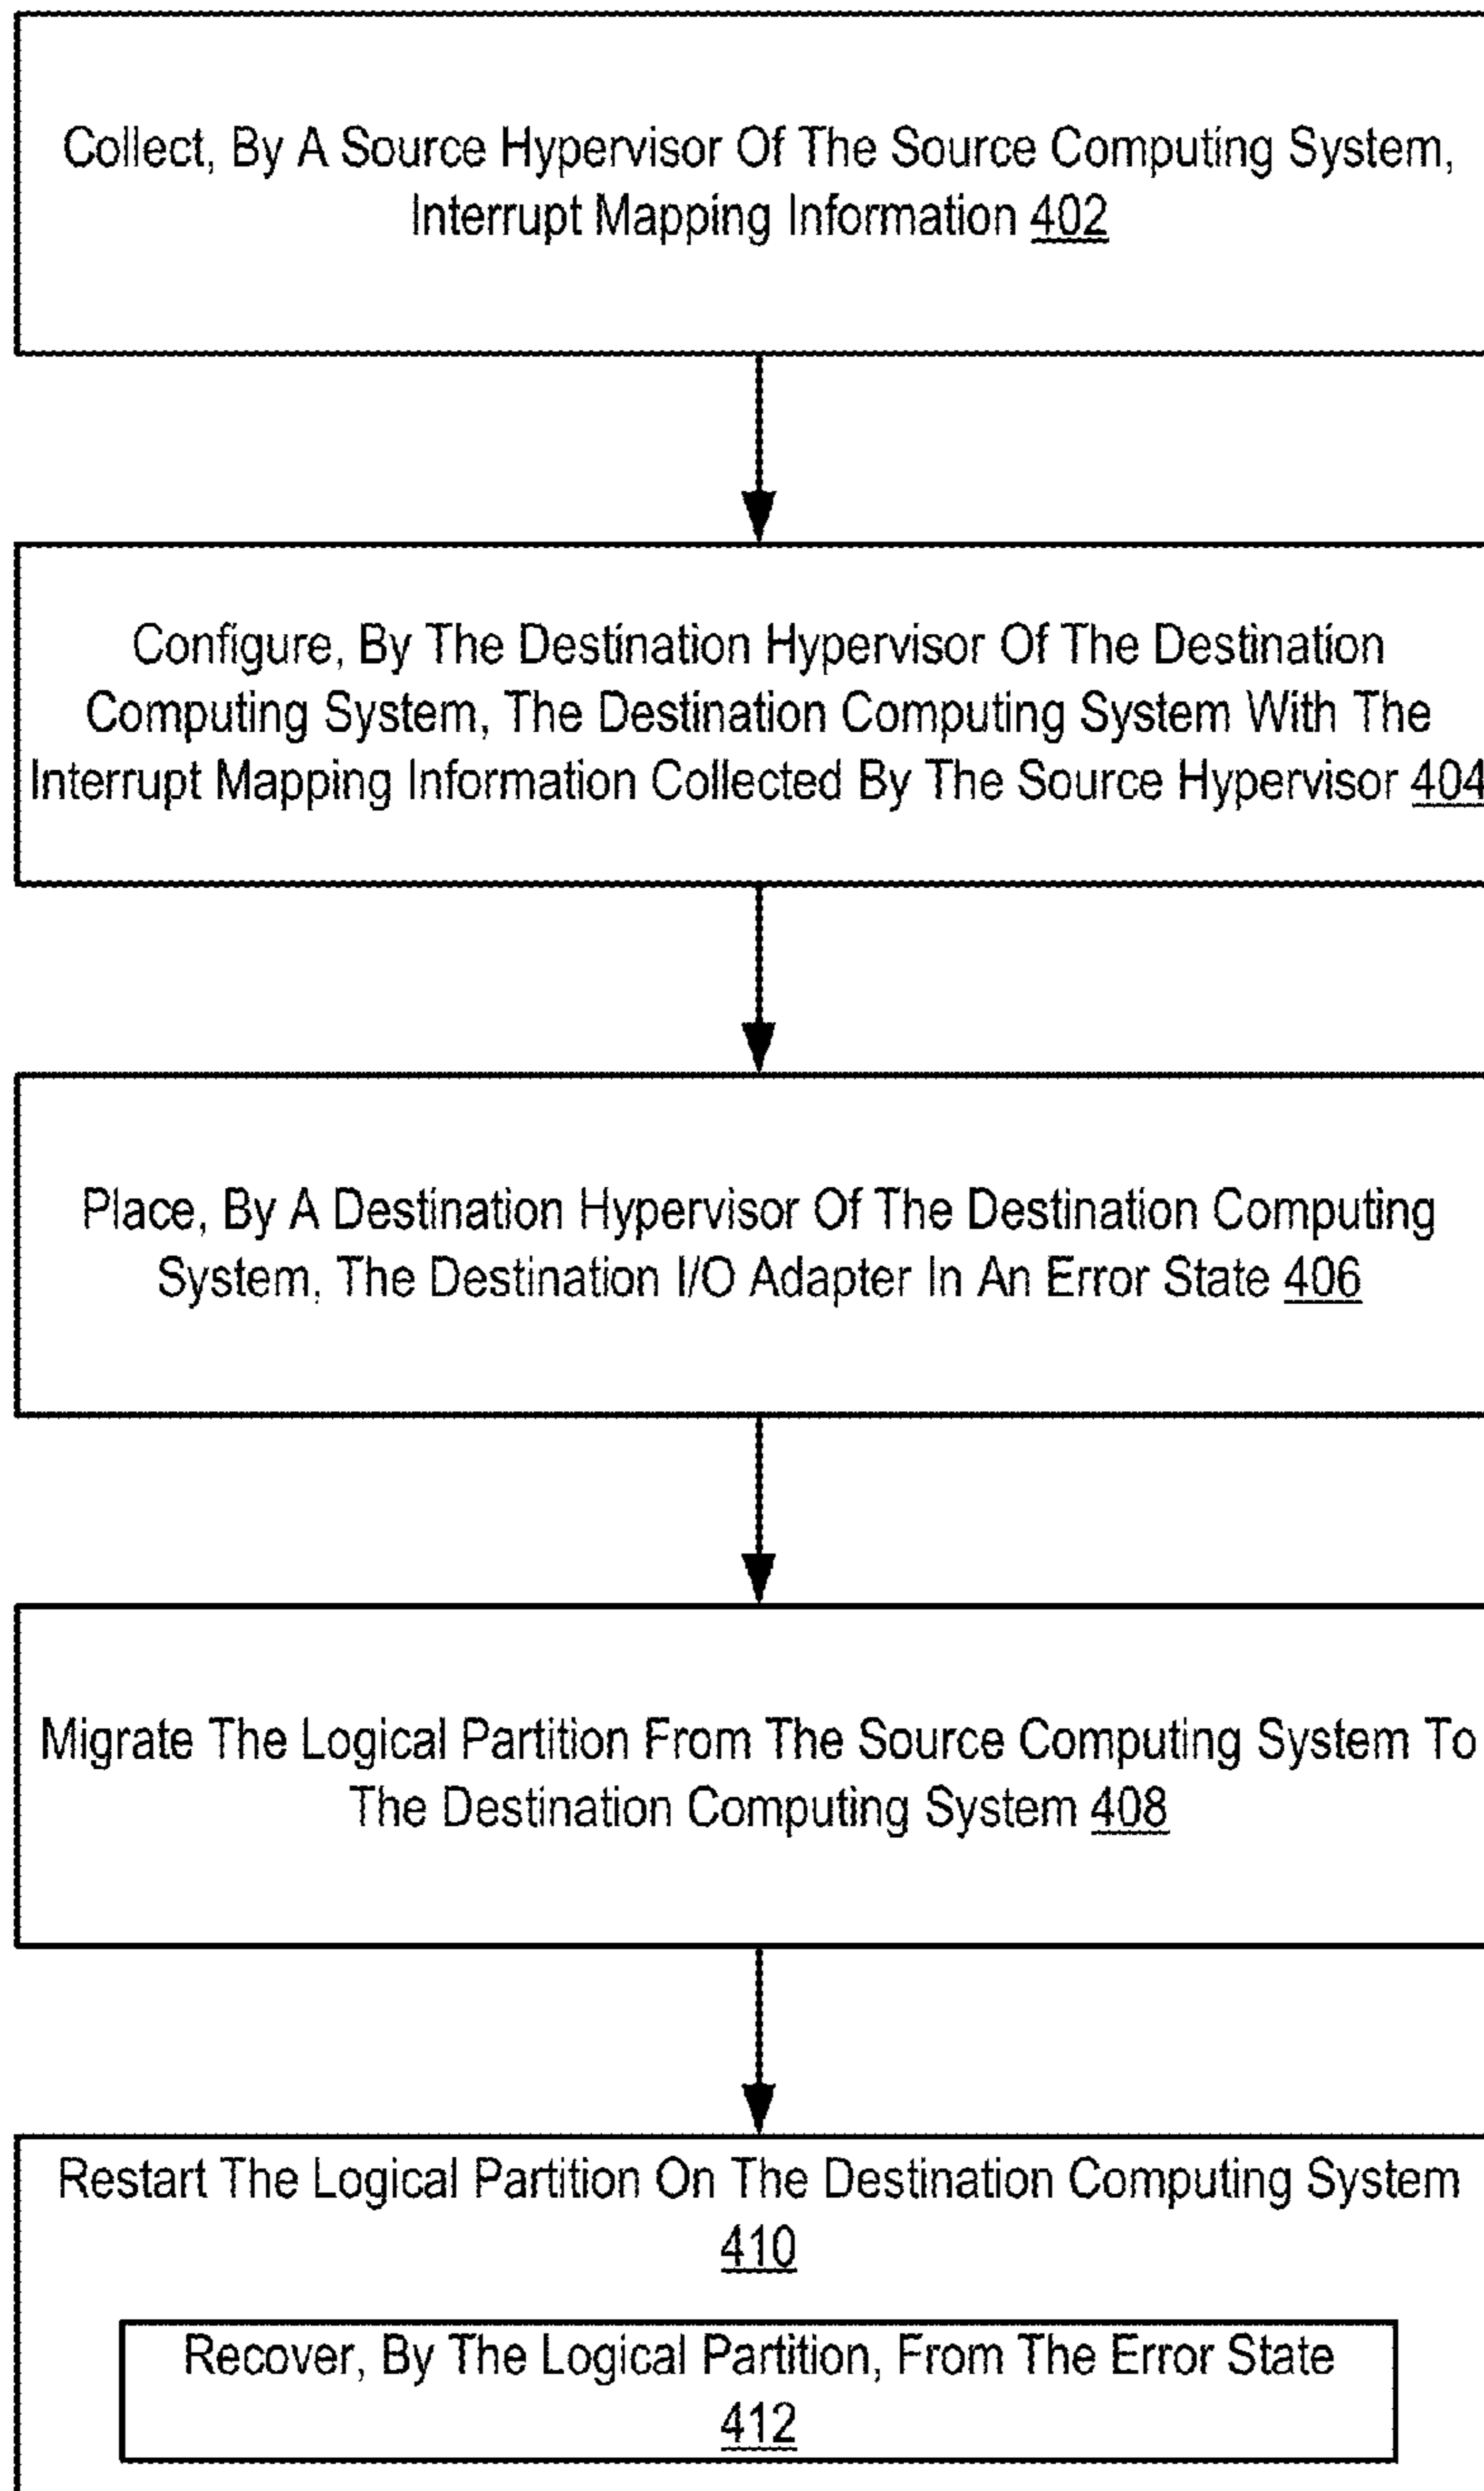 Collect, By A Source Hypervisor Of The Source Computing System,
Interrupt Mapping Information 402
Configure, By The Destination Hypervisor Of The Destination
Computing System, The Destination Computing System With The
Interrupt Mapping Information Collected By The Source Hypervisor 404
Place, By A Destination Hypervisor Of The Destination Computing
System, The Destination I/O Adapter In An Error State 406
Migrate The Logical Partition From The Source Computing System To
The Destination Computing System 408
Restart The Logical Partition On The Destination Computing System
410
Recover, By The Logical Partition, From The Error State
412